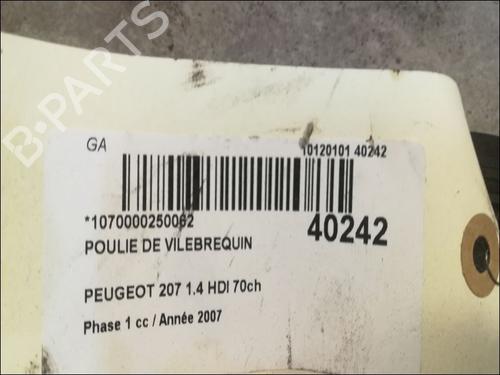 B-PARTS
GA
10120101 40242
*1070000250062
40242
POULIE DE VILEBREQUIN
PEUGEOT 207 1.4 HDI 70ch
Phase 1 cc / Année 2007